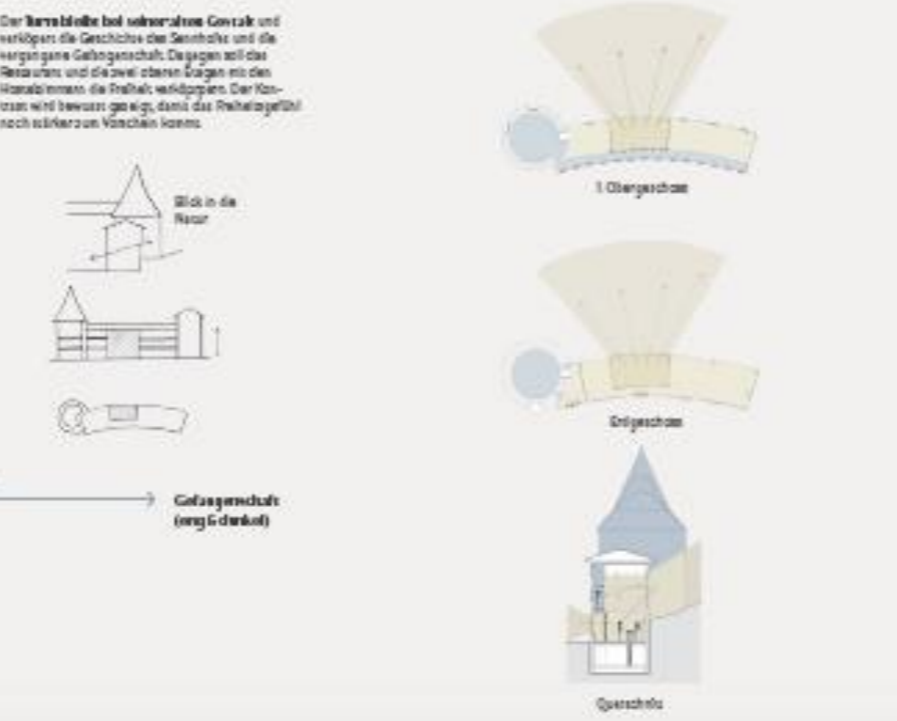 Der Turm bleibt bei seiner alten Gestalt und
verkörpert die Geschichte des Sennhofes und die
vergangene Gefangenschaft. Dagegen soll das
Restaurant und die zwei oberen Etagen mit den
Hotelzimmern die Freiheit verkörpern. Der Kon-
trast wird bewusst gezeigt, damit das Freiheitsgefühl
noch stärker zum Vorschein kommt.
Blick in die
Natur
Gefangenschaft
(eng & dunkel)
1. Obergeschoss
Erdgeschoss
Querschnitt